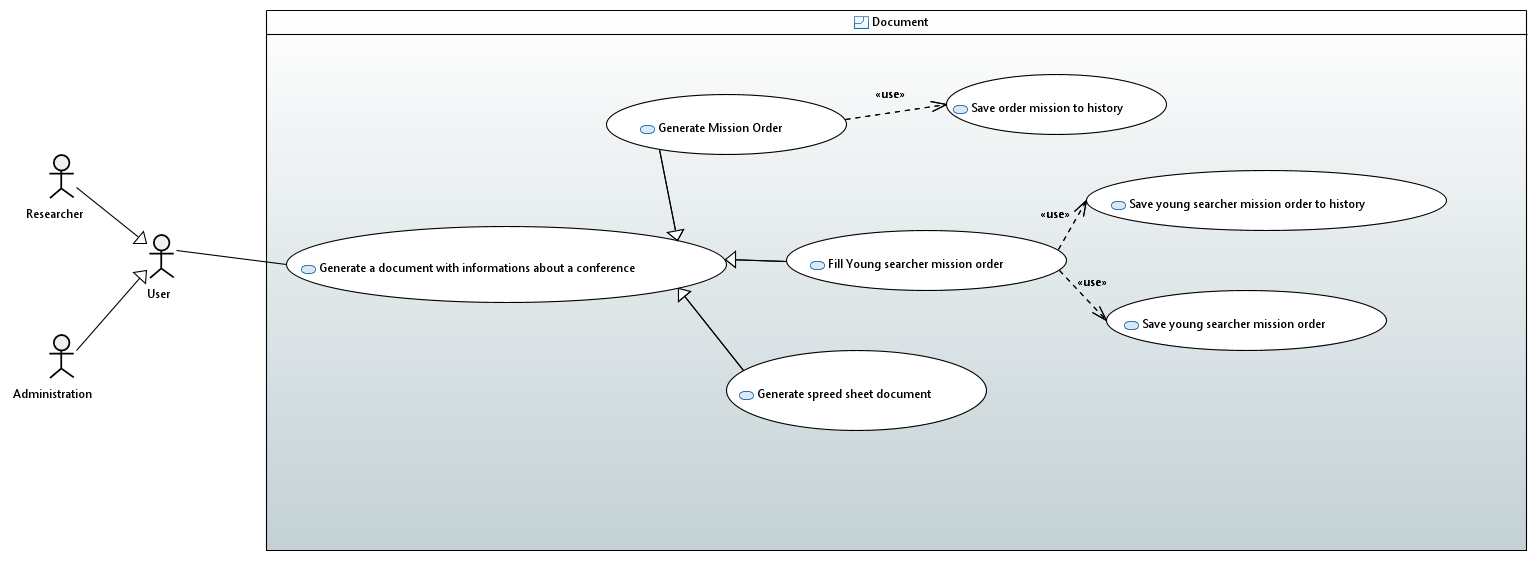 Document
«use»
Save order mission to history
Generate Mission Order
Save young searcher mission order to history
«use»
Researcher
Fill Young searcher mission order
Generate a document with informations about a conference
«use»
User
Save young searcher mission order
Administration
Generate spreed sheet document